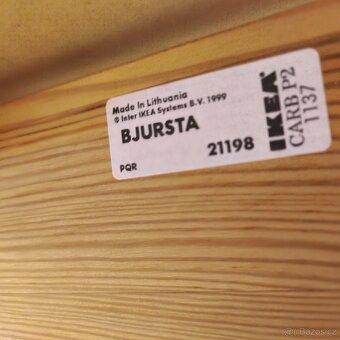 Made in Lithuania
© Inter IKEA Systems B.V. 1999
BJURSTA
PQR
21198
IKEA
CARB P2
1137
Bazos.cz